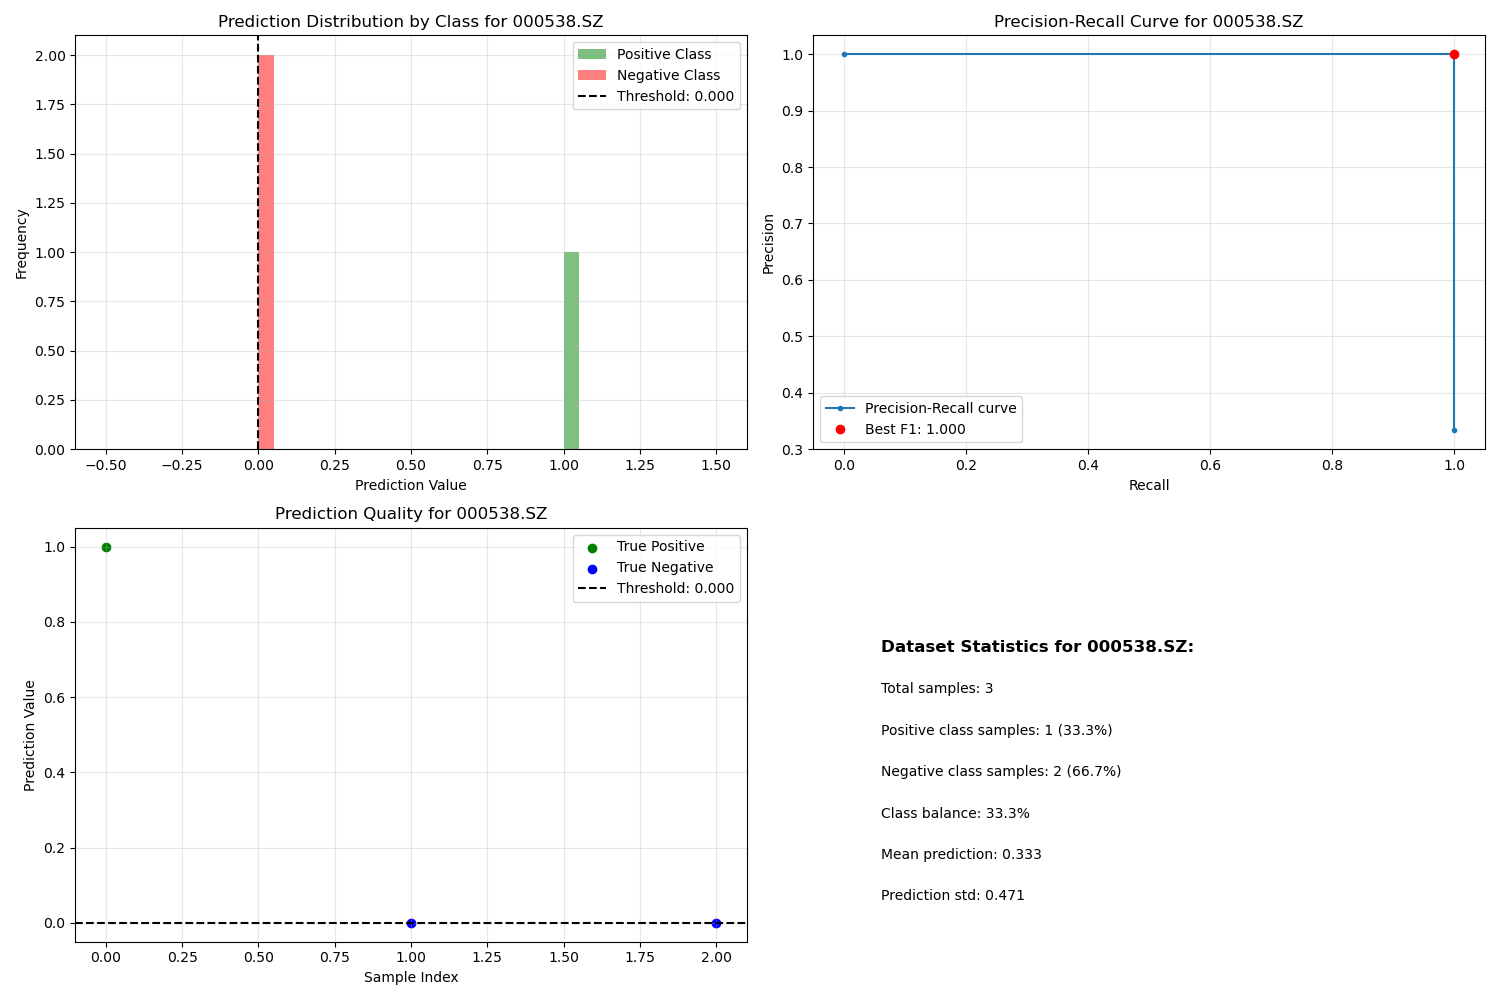 Prediction Distribution by Class for 000538.SZ
2.00
1.75
1.50
1.25
1.00
0.75
0.50
0.25
0.00
Frequency
−0.50 −0.25 0.00 0.25 0.50 0.75 1.00 1.25 1.50
Prediction Value
Positive Class
Negative Class
Threshold: 0.000
Precision-Recall Curve for 000538.SZ
1.0
0.9
0.8
0.7
0.6
0.5
0.4
0.3
Precision
0.0 0.2 0.4 0.6 0.8 1.0
Recall
Precision-Recall curve
Best F1: 1.000
Prediction Quality for 000538.SZ
1.0
0.8
0.6
0.4
0.2
0.0
Prediction Value
0.00 0.25 0.50 0.75 1.00 1.25 1.50 1.75 2.00
Sample Index
True Positive
True Negative
Threshold: 0.000
Dataset Statistics for 000538.SZ:
Total samples: 3
Positive class samples: 1 (33.3%)
Negative class samples: 2 (66.7%)
Class balance: 33.3%
Mean prediction: 0.333
Prediction std: 0.471